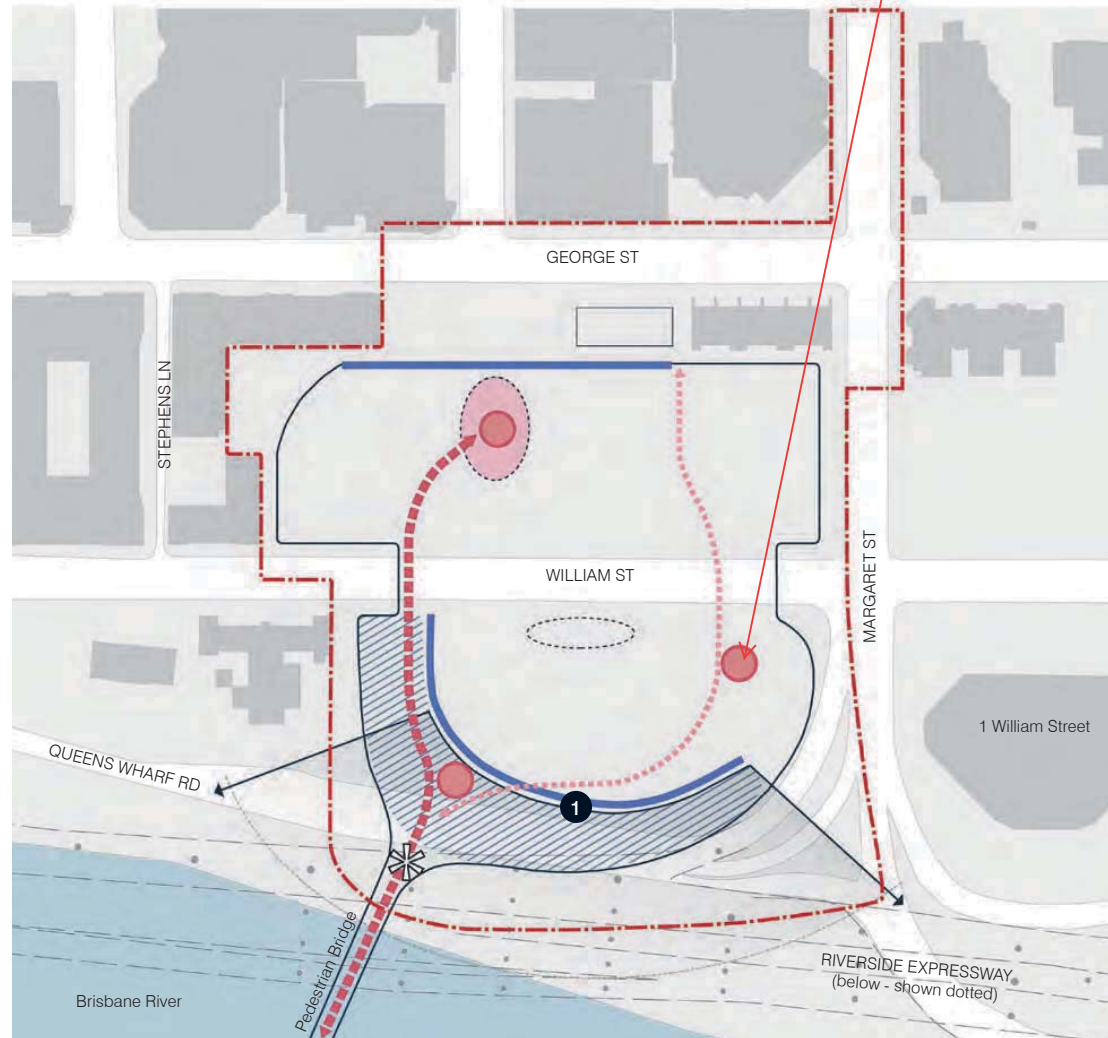 GEORGE ST
STEPHENS LN
WILLIAM ST
MARGARET ST
1 William Street
QUEENS WHARF RD
1
Pedestrian Bridge
RIVERSIDE EXPRESSWAY
(below - shown dotted)
Brisbane River